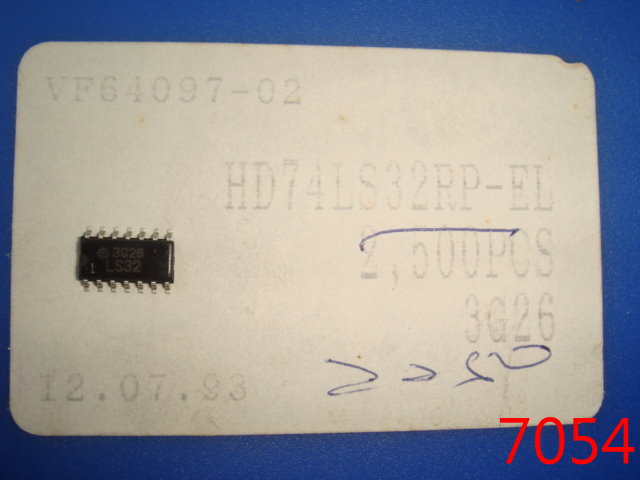 VF64097-02
HD74LS32RP-EL
2,500PCS
3G26
3G26
LS32
12.07.93
7054